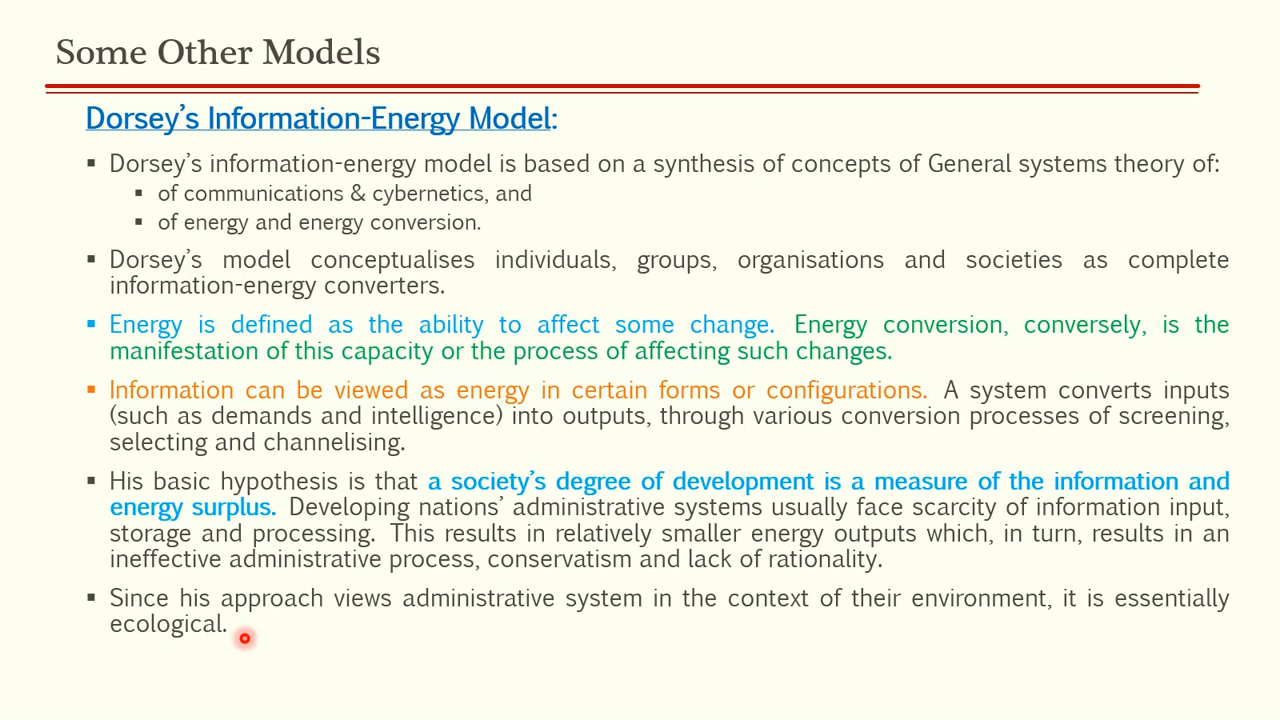 Some Other Models
Dorsey’s Information-Energy Model:
▪ Dorsey’s information-energy model is based on a synthesis of concepts of General systems theory of:
▪ of communications & cybernetics, and
▪ of energy and energy conversion.
▪ Dorsey’s model conceptualises individuals, groups, organisations and societies as complete
information-energy converters.
▪ Energy is defined as the ability to affect some change. Energy conversion, conversely, is the
manifestation of this capacity or the process of affecting such changes.
▪ Information can be viewed as energy in certain forms or configurations. A system converts inputs
(such as demands and intelligence) into outputs, through various conversion processes of screening,
selecting and channelising.
▪ His basic hypothesis is that a society’s degree of development is a measure of the information and
energy surplus. Developing nations’ administrative systems usually face scarcity of information input,
storage and processing. This results in relatively smaller energy outputs which, in turn, results in an
ineffective administrative process, conservatism and lack of rationality.
▪ Since his approach views administrative system in the context of their environment, it is essentially
ecological.